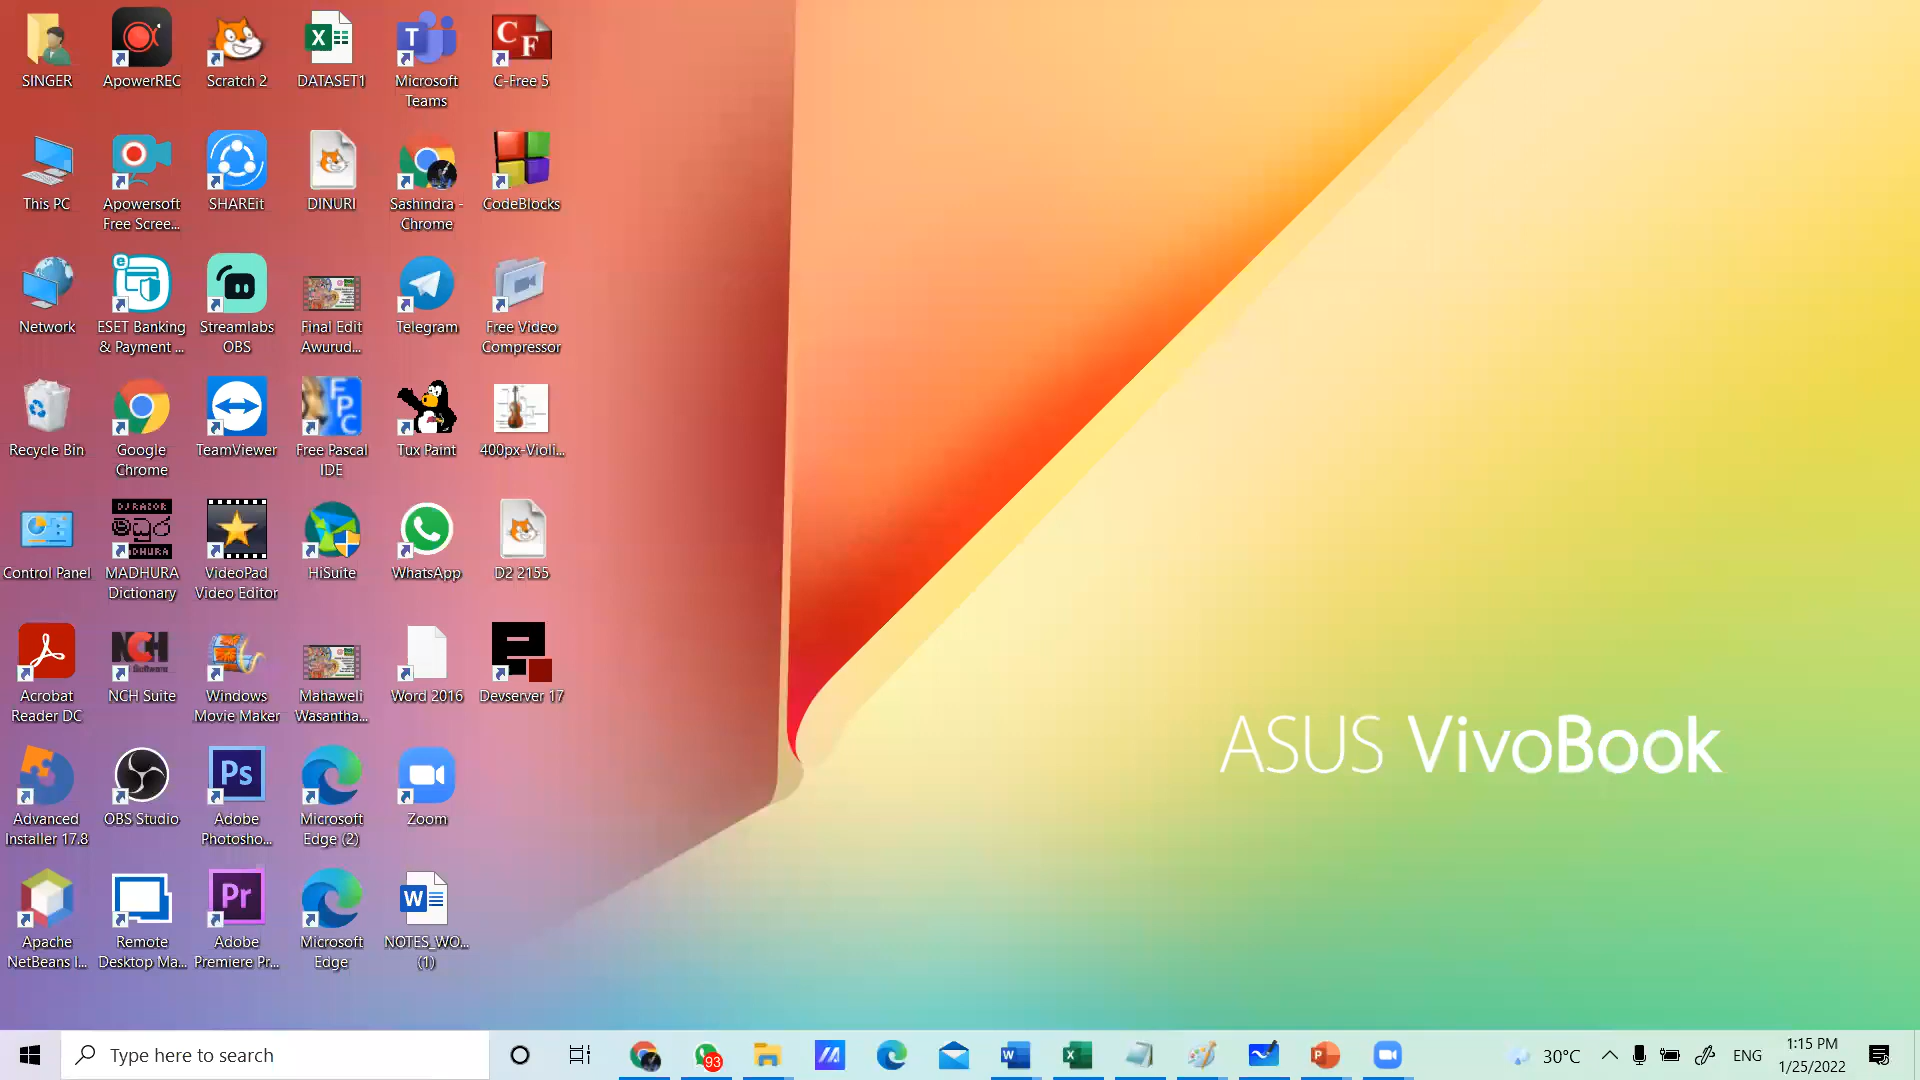 SINGER
ApowerREC
Scratch 2
DATASET1
Microsoft
Teams
C-Free 5
This PC
Apowersoft
Free Scree...
SHAREit
DINURI
Sashindra -
Chrome
CodeBlocks
Network
ESET Banking
& Payment ...
Streamlabs
OBS
Final Edit
Awurud...
Telegram
Free Video
Compressor
Recycle Bin
Google
Chrome
TeamViewer
Free Pascal
IDE
Tux Paint
400px-Violi...
Control Panel
MADHURA
Dictionary
VideoPad
Video Editor
HiSuite
WhatsApp
D2 2155
Acrobat
Reader DC
NCH Suite
Windows
Movie Maker
Mahaweli
Wasantha...
Word 2016
Devserver 17
Advanced
Installer 17.8
OBS Studio
Adobe
Photosho...
Microsoft
Edge (2)
Zoom
Apache
NetBeans I...
Remote
Desktop Ma...
Adobe
Premiere Pr...
Microsoft
Edge
NOTES_WO...
(1)
ASUS VivoBook
Type here to search
93
30°C
ENG
1:15 PM
1/25/2022